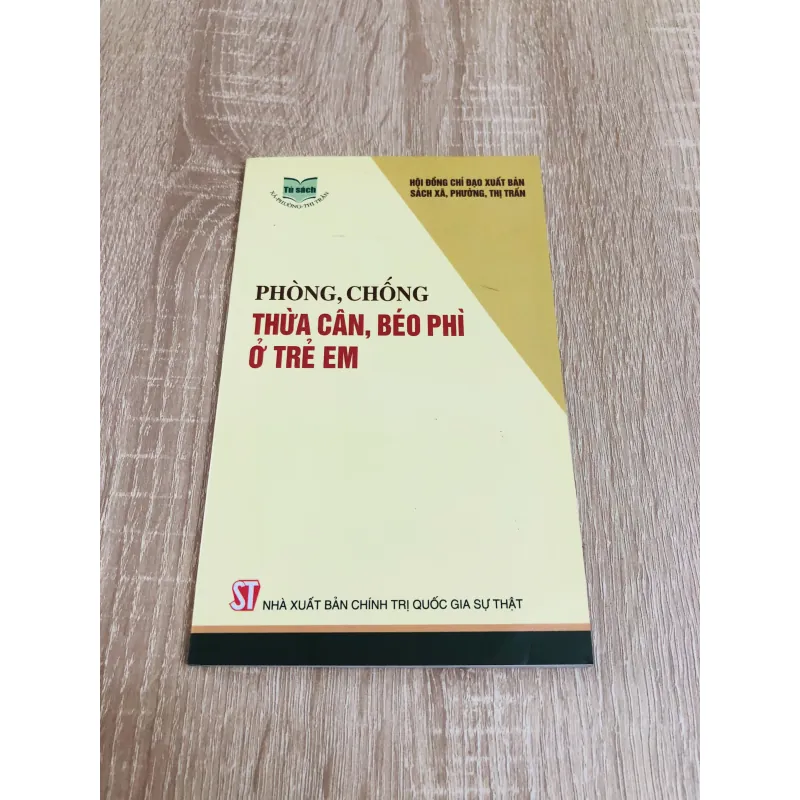 Tủ sách
XÃ-PHƯỜNG-THỊ TRẤN
HỘI ĐỒNG CHỈ ĐẠO XUẤT BẢN
SÁCH XÃ, PHƯỜNG, THỊ TRẤN
PHÒNG, CHỐNG
THỪA CÂN, BÉO PHÌ
Ở TRẺ EM
ST NHÀ XUẤT BẢN CHÍNH TRỊ QUỐC GIA SỰ THẬT